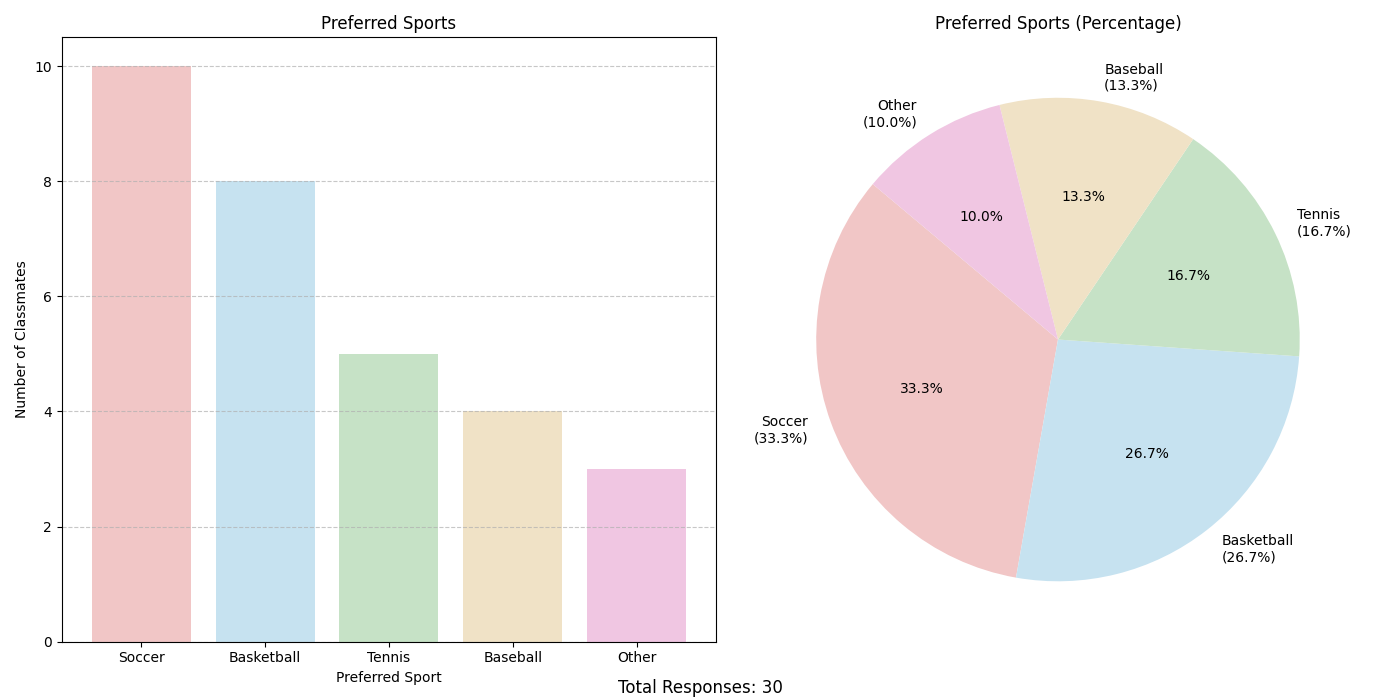 Preferred Sports
10
8
6
4
2
0
Number of Classmates
Soccer
Basketball
Tennis
Baseball
Other
Preferred Sport
Preferred Sports (Percentage)
Baseball
(13.3%)
Other
(10.0%)
Tennis
(16.7%)
Soccer
(33.3%)
Basketball
(26.7%)
13.3%
10.0%
16.7%
33.3%
26.7%
Total Responses: 30